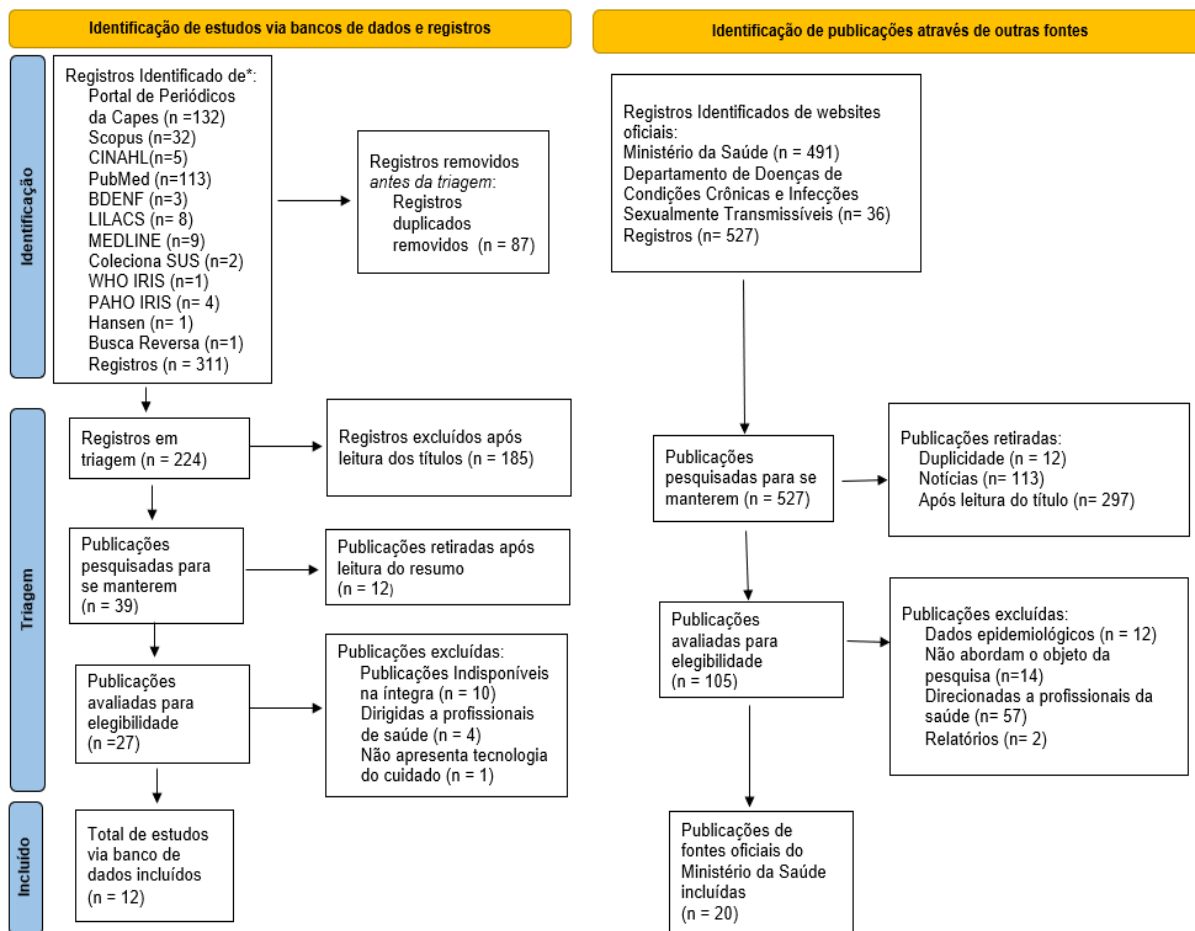 Identificação de estudos via bancos de dados e registros
Identificação
Registros Identificado de*:
Portal de Periódicos
da Capes (n =132)
Scopus (n=32)
CINAHL(n=5)
PubMed(n=113)
BDENF(n=3)
LILACS (n= 8)
MEDLINE(n=9)
Coleciona SUS(n=2)
WHO IRIS(n=1)
PAHO IRIS (n= 4)
Hansen (n= 1)
Busca Reversa (n=1)
Registros (n = 311)
Registros removidos
antes da triagem:
Registros
duplicados
removidos (n = 87)
Triagem
Registros em
triagem (n = 224)
Registros excluídos após
leitura dos títulos (n = 185)
Publicações
pesquisadas para
se manterem
(n = 39)
Publicações retiradas após
leitura do resumo
(n = 12)
Publicações
avaliadas para
elegibilidade
(n =27)
Publicações excluídas:
Publicações Indisponíveis
na íntegra (n = 10)
Dirigidas a profissionais
de saúde (n = 4)
Não apresenta tecnologia
do cuidado (n = 1)
Incluído
Total de estudos
via banco de
dados incluídos
(n = 12)
Identificação de publicações através de outras fontes
Registros Identificados de websites
oficiais:
Ministério da Saúde (n = 491)
Departamento de Doenças de
Condições Crônicas e Infecções
Sexualmente Transmissíveis (n= 36)
Registros (n= 527)
Publicações
pesquisadas para se
manterem (n = 527)
Publicações retiradas:
Duplicidade (n = 12)
Notícias (n= 113)
Após leitura do título (n= 297)
Publicações
avaliadas para
elegibilidade
(n = 105)
Publicações excluídas:
Dados epidemiológicos (n = 12)
Não abordam o objeto da
pesquisa (n=14)
Direcionadas a profissionais da
saúde (n= 57)
Relatórios (n= 2)
Publicações de
fontes oficiais do
Ministério da Saúde
incluídas
(n = 20)